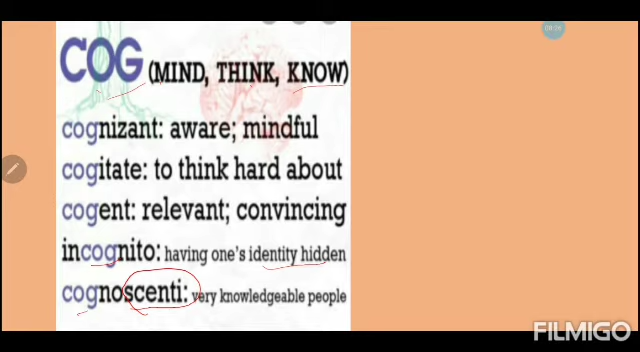 COG (MIND, THINK, KNOW)
cognizant: aware; mindful
cogitate: to think hard about
cogent: relevant; convincing
incognito: having one's identity hidden
cognoscenti: very knowledgeable people
FILMIGO